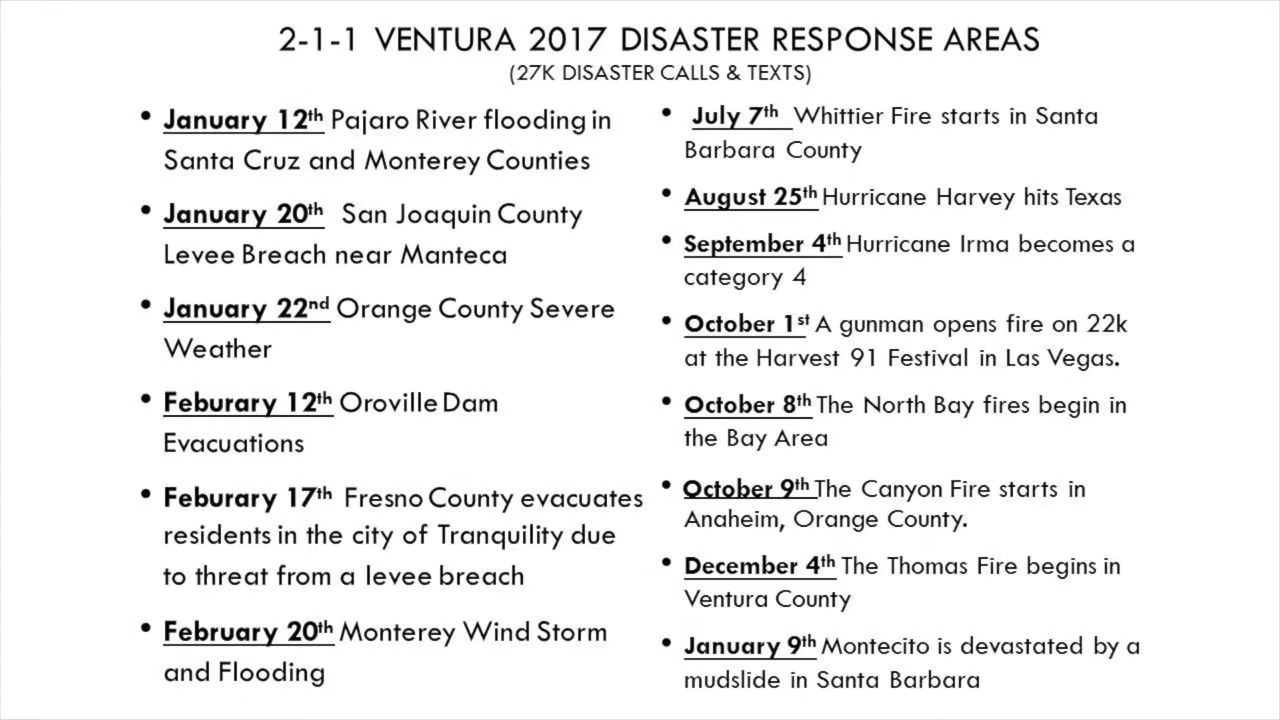 2-1-1 VENTURA 2017 DISASTER RESPONSE AREAS
(27K DISASTER CALLS & TEXTS)
• January 12th Pajaro River flooding in
Santa Cruz and Monterey Counties
• January 20th San Joaquin County
Levee Breach near Manteca
• January 22nd Orange County Severe
Weather
• Feburary 12th Oroville Dam
Evacuations
• Feburary 17th Fresno County evacuates
residents in the city of Tranquility due
to threat from a levee breach
• February 20th Monterey Wind Storm
and Flooding
• July 7th Whittier Fire starts in Santa
Barbara County
• August 25th Hurricane Harvey hits Texas
• September 4th Hurricane Irma becomes a
category 4
• October 1st A gunman opens fire on 22k
at the Harvest 91 Festival in Las Vegas.
• October 8th The North Bay fires begin in
the Bay Area
• October 9th The Canyon Fire starts in
Anaheim, Orange County.
• December 4th The Thomas Fire begins in
Ventura County
• January 9th Montecito is devastated by a
mudslide in Santa Barbara